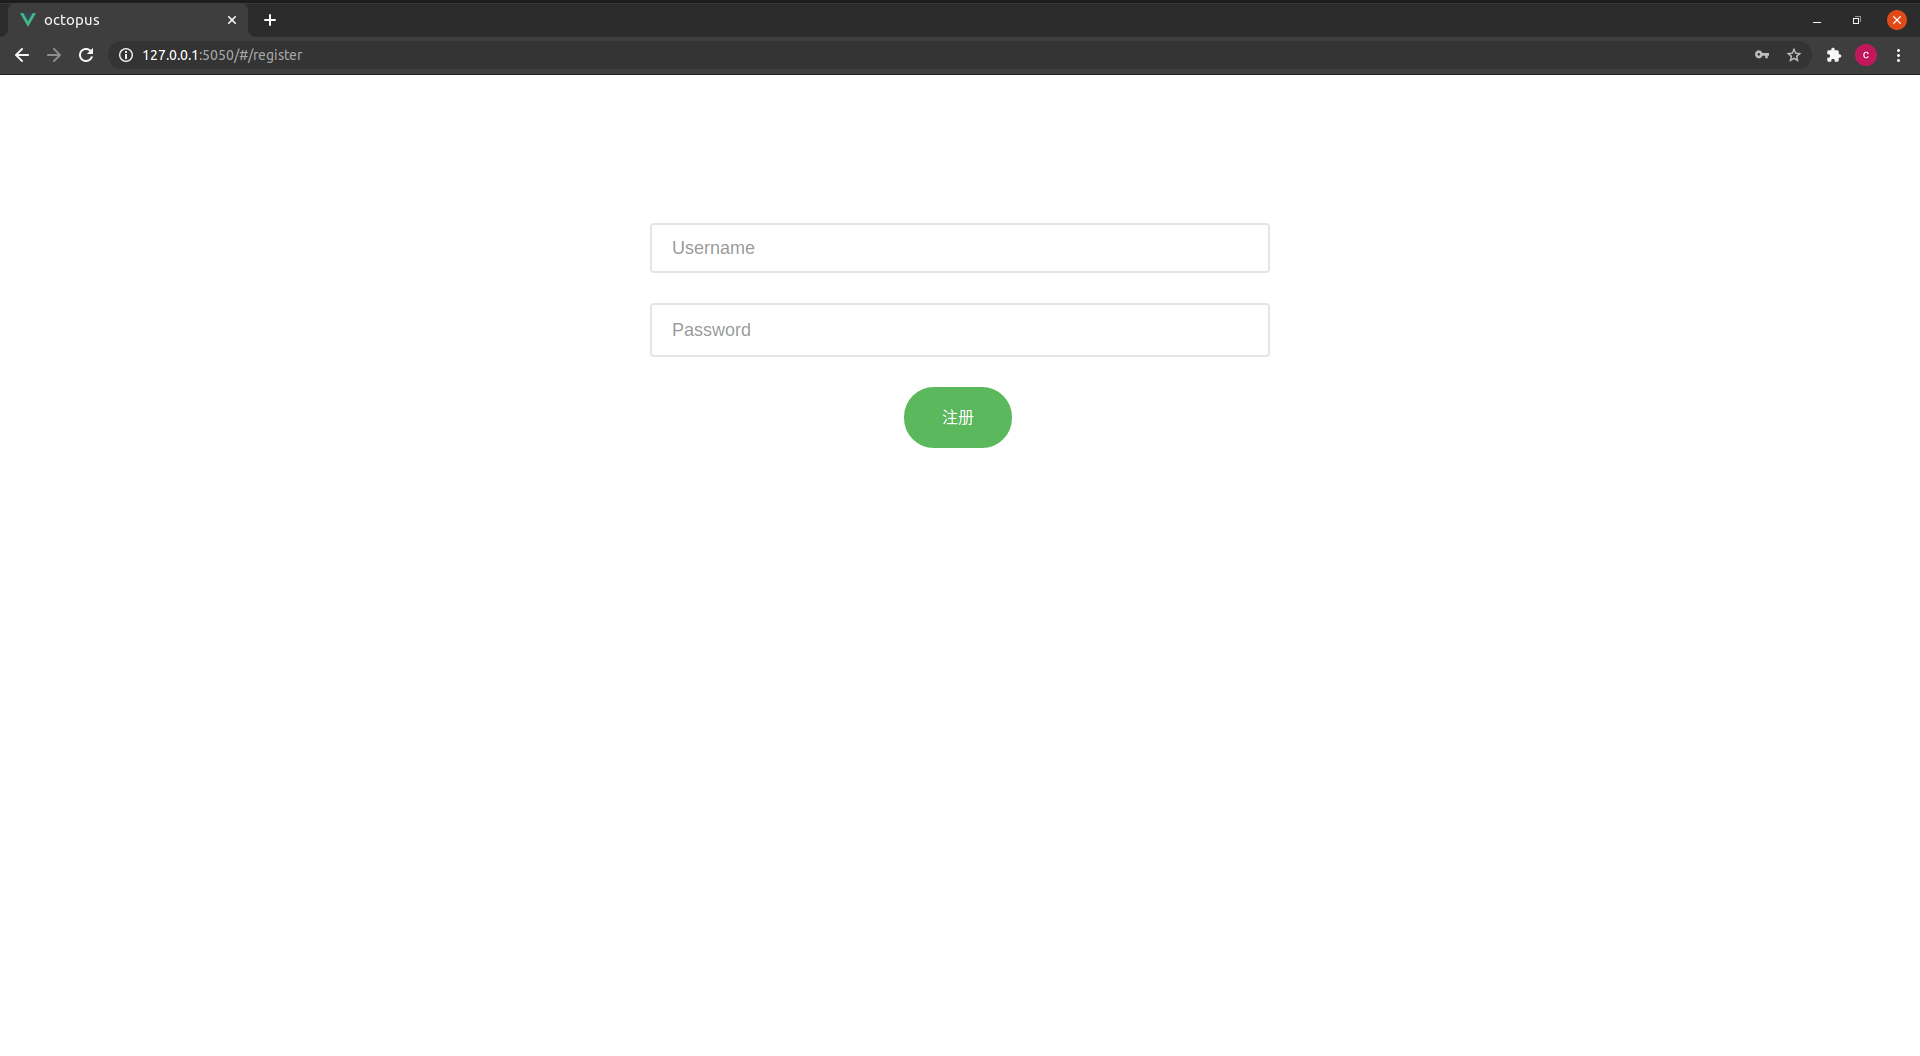 octopus
127.0.0.1:5050/#/register
c
Username
Password
注册